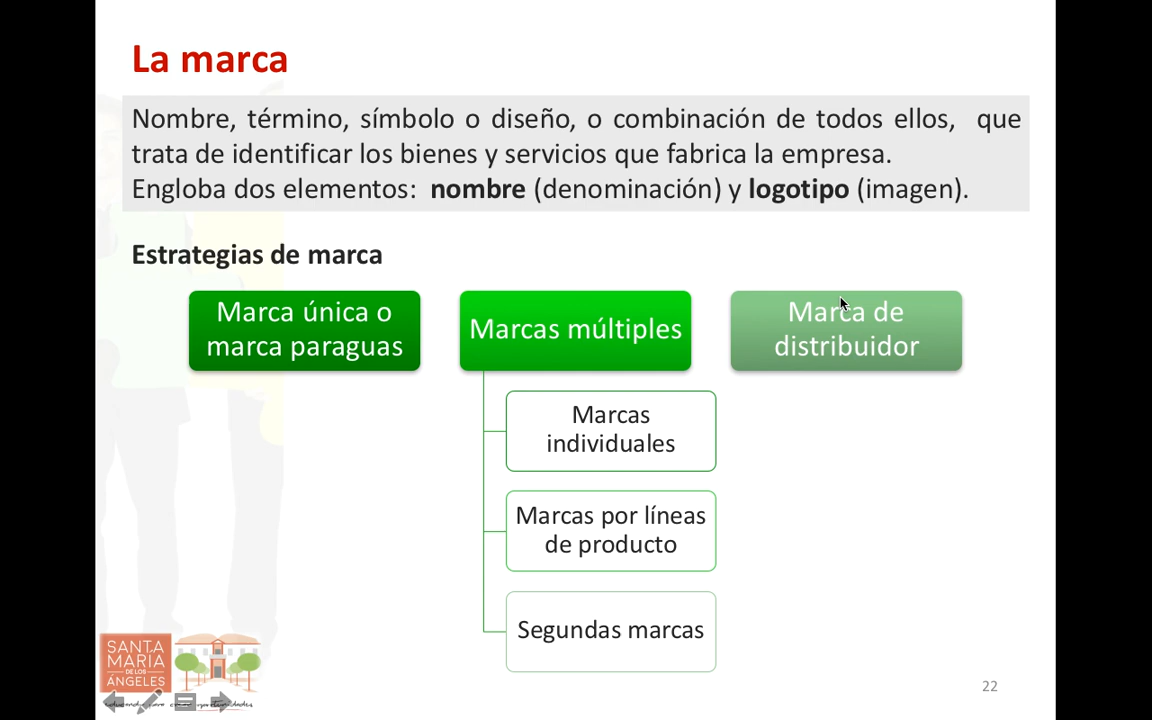 La marca
Nombre, término, símbolo o diseño, o combinación de todos ellos, que
trata de identificar los bienes y servicios que fabrica la empresa.
Engloba dos elementos: nombre (denominación) y logotipo (imagen).
Estrategias de marca
Marca única o
marca paraguas
Marcas múltiples
Marca de
distribuidor
Marcas
individuales
Marcas por líneas
de producto
Segundas marcas
SANTA
MARIA
DE LOS
ÁNGELES
22